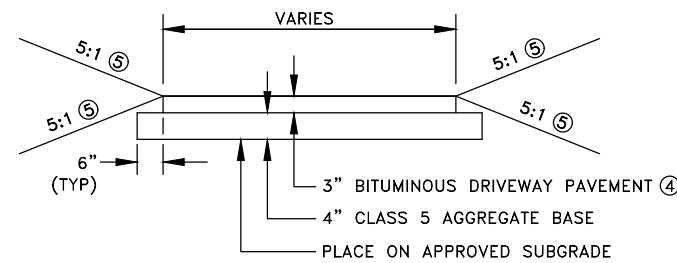 VARIES
5:1 ⑤
5:1 ⑤
5:1 ⑤
5:1 ⑤
6”
(TYP)
3” BITUMINOUS DRIVEWAY PAVEMENT ④
4” CLASS 5 AGGREGATE BASE
PLACE ON APPROVED SUBGRADE